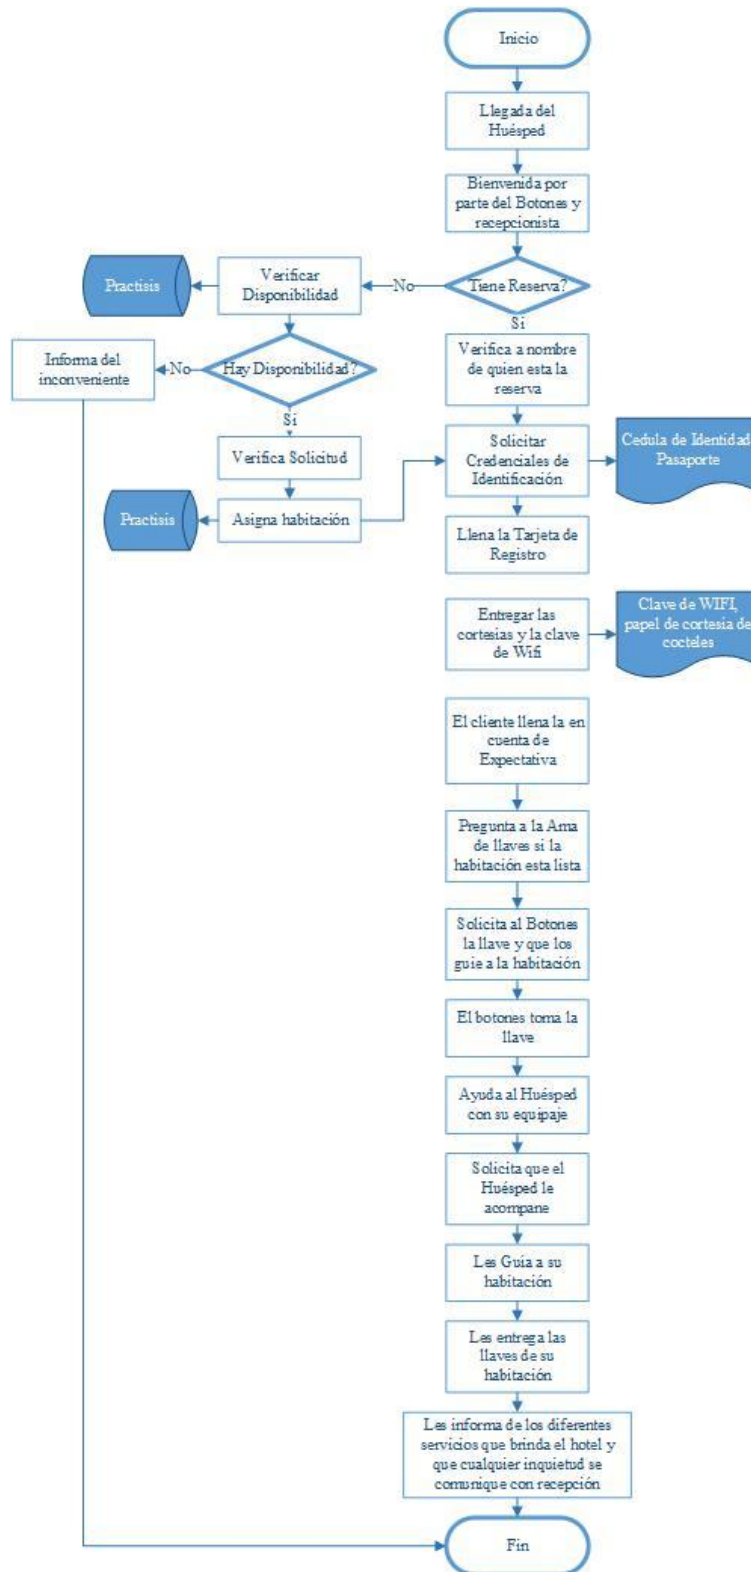 Inicio
Llegada del
Huésped
Bienvenida por
parte del Botones y
recepcionista
Tiene Reserva?
No
Verificar
Disponibilidad
Practisis
Hay Disponibilidad?
No
Informa del
inconveniente
Si
Verifica Solicitud
Asigna habitación
Practisis
Si
Verifica a nombre
de quien esta la
reserva
Solicitar
Credenciales de
Identificación
Cedula de Identidad
Pasaporte
Llena la Tarjeta de
Registro
Entregar las
cortesías y la clave
de Wifi
Clave de WIFI,
papel de cortesía de
cocteles
El cliente llena la en
cuenta de
Expectativa
Pregunta a la Ama
de llaves si la
habitación esta lista
Solicita al Botones
la llave y que los
guie a la habitación
El botones toma la
llave
Ayuda al Huésped
con su equipaje
Solicita que el
Huésped le
acompane
Les Guía a su
habitación
Les entrega las
llaves de su
habitación
Les informa de los diferentes
servicios que brinda el hotel y
que cualquier inquietud se
comunique con recepción
Fin